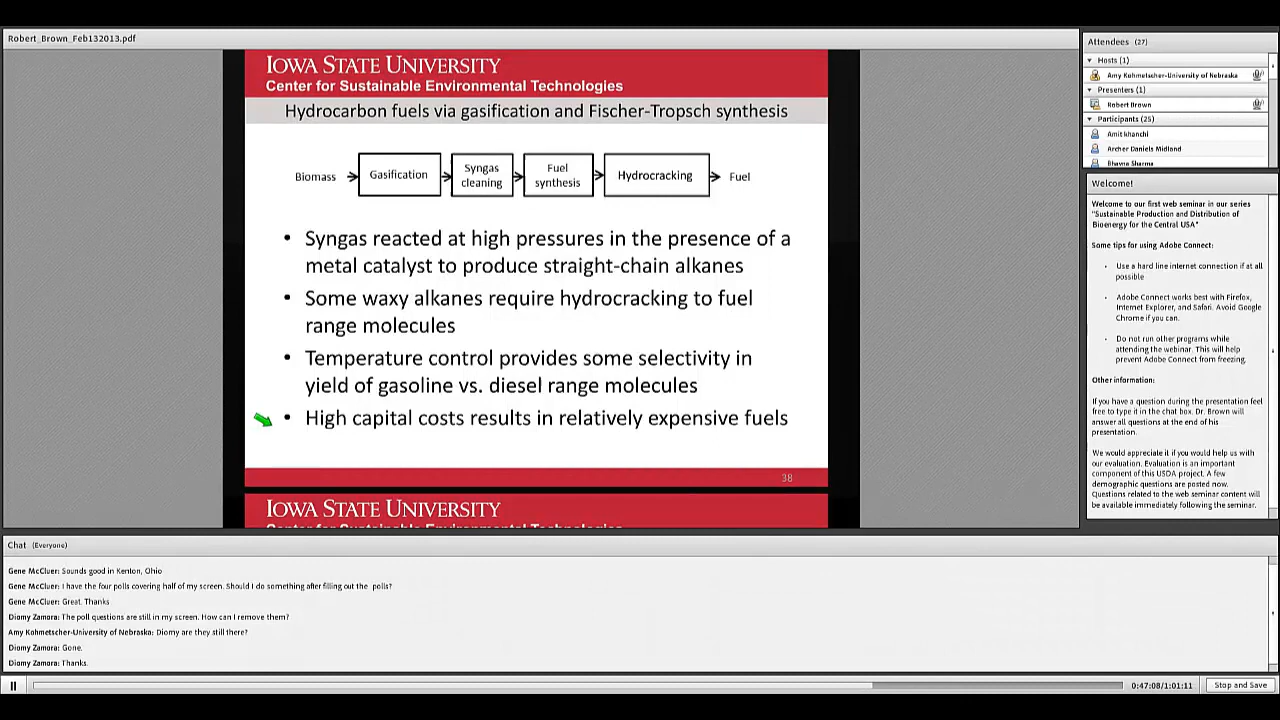 Robert_Brown_Feb132013.pdf
IOWA STATE UNIVERSITY
Center for Sustainable Environmental Technologies
Hydrocarbon fuels via gasification and Fischer-Tropsch synthesis
Biomass
Gasification
Syngas
cleaning
Fuel
synthesis
Hydrocracking
Fuel
• Syngas reacted at high pressures in the presence of a
metal catalyst to produce straight-chain alkanes
• Some waxy alkanes require hydrocracking to fuel
range molecules
• Temperature control provides some selectivity in
yield of gasoline vs. diesel range molecules
• High capital costs results in relatively expensive fuels
38
IOWA STATE UNIVERSITY
Center for Sustainable Environmental Technologies
Attendees (27)
Hosts (1)
Amy Kohmetscher-University of Nebraska
Presenters (1)
Robert Brown
Participants (25)
Amit khanchi
Archer Daniels Midland
Bhavna Sharma
Welcome!
Welcome to our first web seminar in our series
"Sustainable Production and Distribution of
Bioenergy for the Central USA"
Some tips for using Adobe Connect:
• Use a hard line internet connection if at all
possible
• Adobe Connect works best with Firefox,
Internet Explorer, and Safari. Avoid Google
Chrome if you can.
• Do not run other programs while
attending the webinar. This will help
prevent Adobe Connect from freezing.
Other information:
If you have a question during the presentation feel
free to type it in the chat box. Dr. Brown will
answer all questions at the end of his
presentation.
We would appreciate it if you would help us with
our evaluation. Evaluation is an important
component of this USDA project. A few
demographic questions are posted now.
Questions related to the web seminar content will
be available immediately following the seminar.
Chat (Everyone)
Gene McCluer: Sounds good in Kenton, Ohio
Gene McCluer: I have the four polls covering half of my screen. Should I do something after filling out the polls?
Gene McCluer: Great. Thanks
Diomy Zamora: The poll questions are still in my screen. How can I remove them?
Amy Kohmetscher-University of Nebraska: Diomy are they still there?
Diomy Zamora: Gone.
Diomy Zamora: Thanks.
0:47:08/1:01:11
Stop and Save